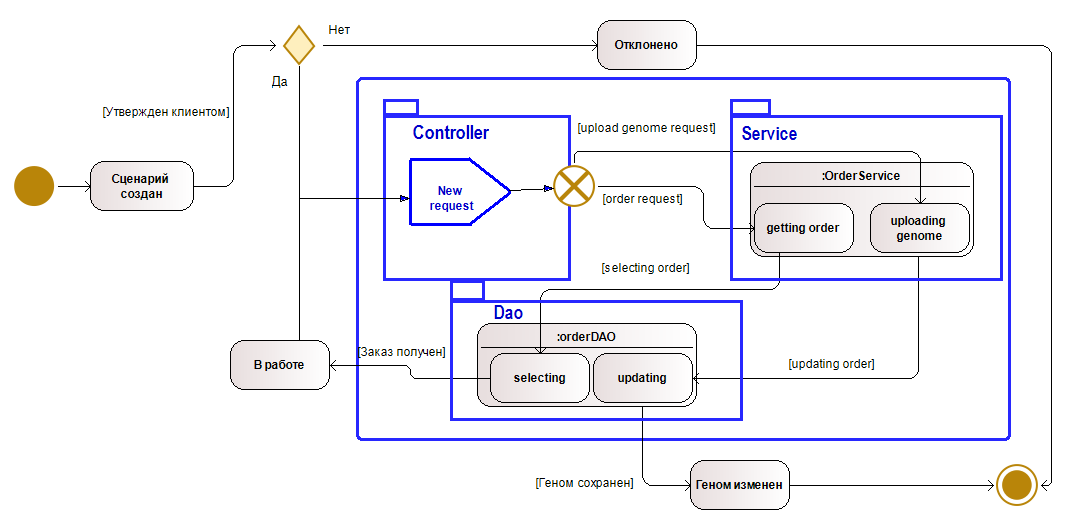 Нет
Отклонено
Да
[Утвержден клиентом]
Сценарий
создан
Controller
[upload genome request]
Service
New
request
[order request]
:OrderService
getting order
uploading
genome
[selecting order]
Dao
:orderDAO
[Заказ получен]
В работе
selecting
updating
[updating order]
[Геном сохранен]
Геном изменен